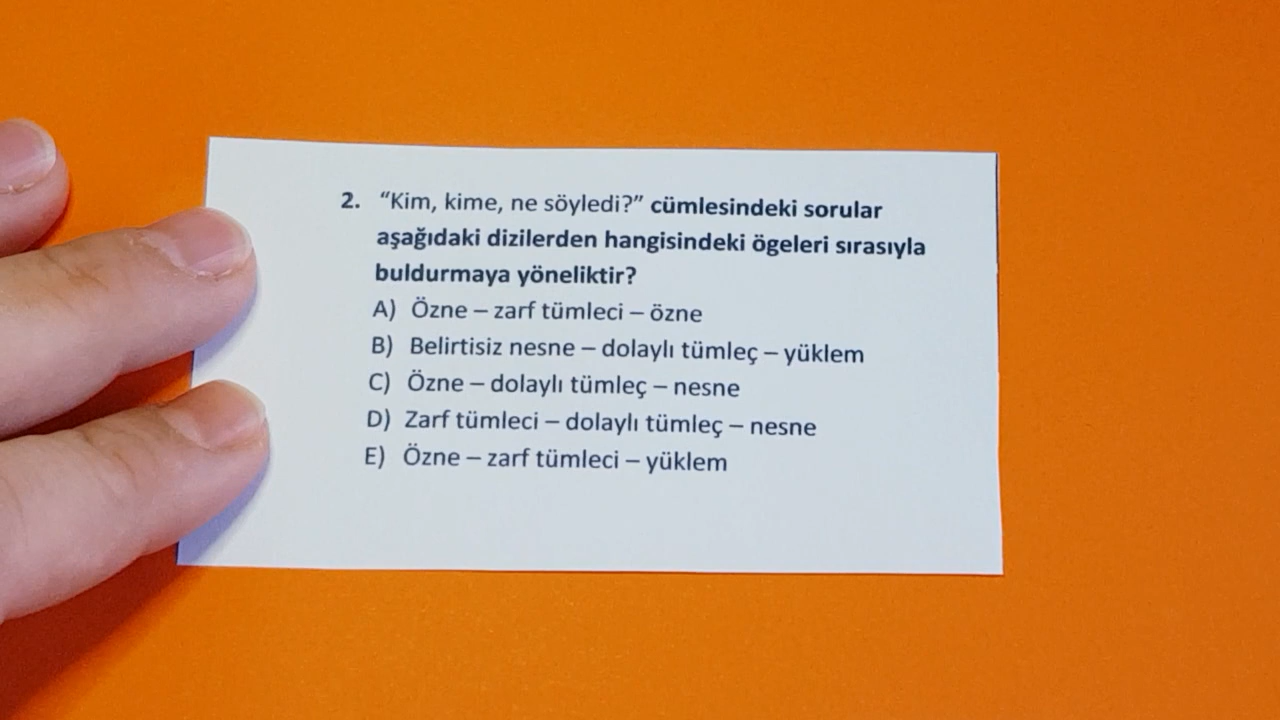 2. “Kim, kime, ne söyledi?” cümlesindeki sorular
aşağıdaki dizilerden hangisindeki ögeleri sırasıyla
buldurmaya yöneliktir?
A) Özne – zarf tümleci – özne
B) Belirtisiz nesne – dolaylı tümleç – yüklem
C) Özne – dolaylı tümleç – nesne
D) Zarf tümleci – dolaylı tümleç – nesne
E) Özne – zarf tümleci – yüklem